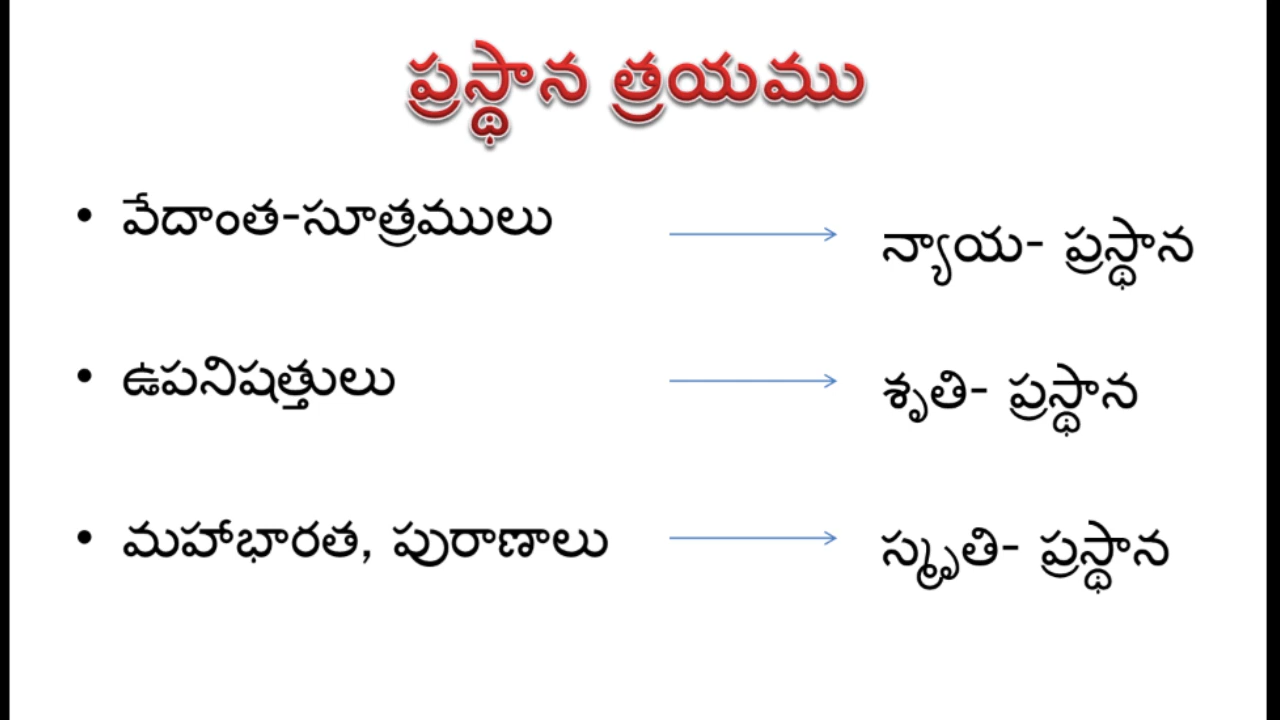 ప్రస్థాన త్రయము
• వేదాంత-సూత్రములు
న్యాయ- ప్రస్థాన
• ఉపనిషత్తులు
శృతి- ప్రస్థాన
• మహాభారత, పురాణాలు
స్మృతి- ప్రస్థాన